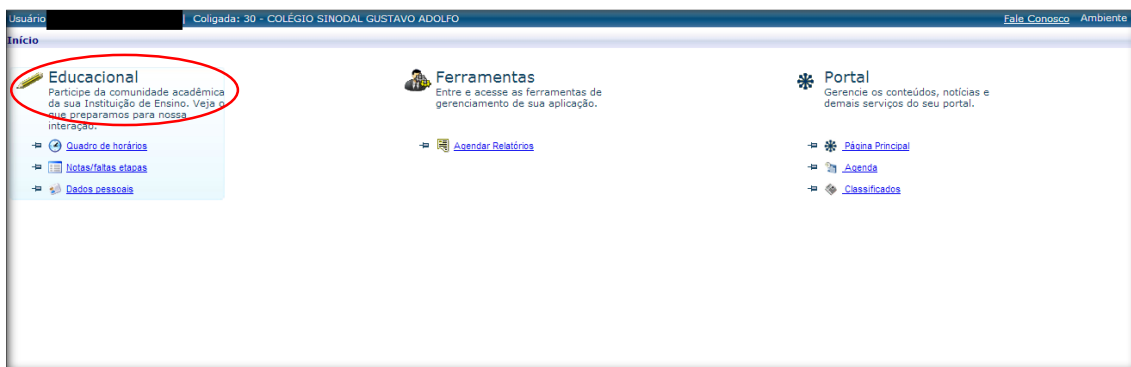 Usuário | Coligada: 30 - COLÉGIO SINODAL GUSTAVO ADOLFO Fale Conosco Ambiente
Início
Educacional
Participe da comunidade acadêmica
da sua Instituição de Ensino. Veja o
que preparamos para nossa
interação.
Quadro de horários
Notas/faltas etapas
Dados pessoais
Ferramentas
Entre e acesse as ferramentas de
gerenciamento de sua aplicação.
Agendar Relatórios
Portal
Gerencie os conteúdos, notícias e
demais serviços do seu portal.
Página Principal
Agenda
Classificados